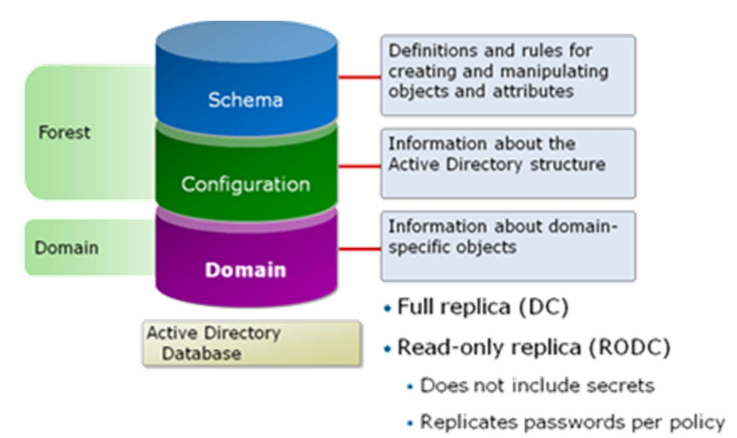 Forest
Domain
Schema
Configuration
Domain
Active Directory
Database
Definitions and rules for
creating and manipulating
objects and attributes
Information about the
Active Directory structure
Information about domain-
specific objects
• Full replica (DC)
• Read-only replica (RODC)
▪ Does not include secrets
▪ Replicates passwords per policy